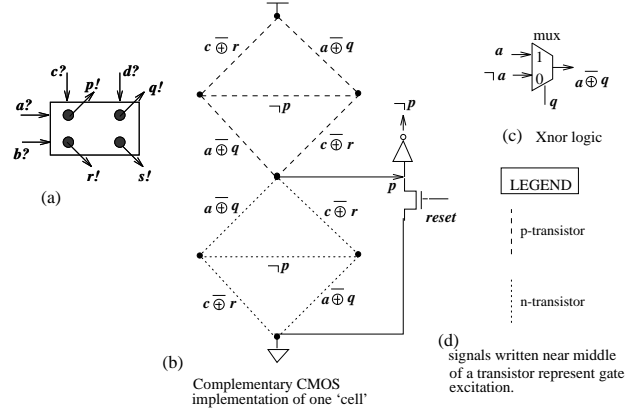 c ⊕̅ r
a ⊕̅ q
¬ p
a ⊕̅ q
c ⊕̅ r
p
reset
¬ p
a ⊕̅ q
c ⊕̅ r
¬ p
c ⊕̅ r
a ⊕̅ q
(b)
Complementary CMOS
implementation of one ‘cell’
c?
d?
p!
q!
a?
b?
r!
s!
(a)
mux
a
1
¬ a
0
a ⊕̅ q
q
(c) Xnor logic
LEGEND
p-transistor
n-transistor
(d)
signals written near middle
of a transistor represent gate
excitation.